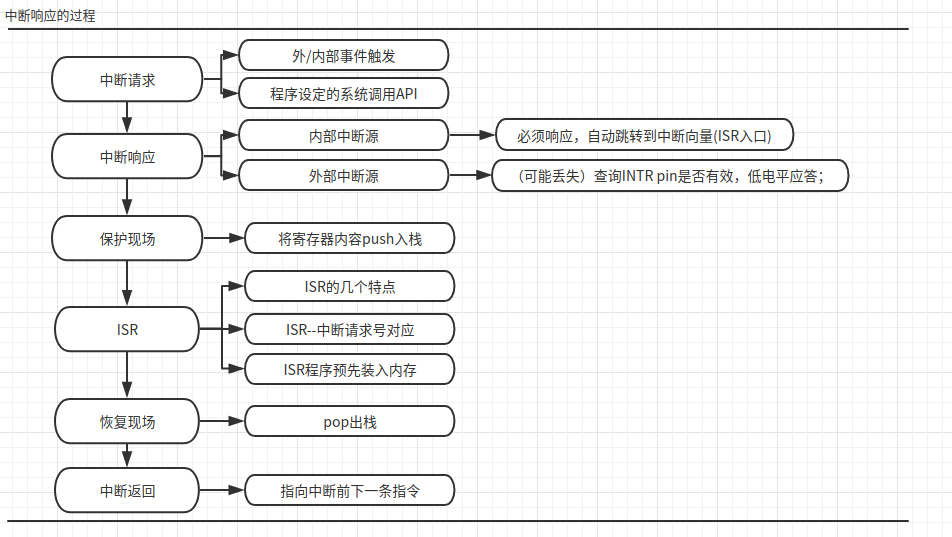 中断响应的过程
中断请求
外/内部事件触发
程序设定的系统调用API
中断响应
内部中断源
必须响应，自动跳转到中断向量(ISR入口)
外部中断源
（可能丢失）查询INTR pin是否有效，低电平应答；
保护现场
将寄存器内容push入栈
ISR
ISR的几个特点
ISR--中断请求号对应
ISR程序预先装入内存
恢复现场
pop出栈
中断返回
指向中断前下一条指令